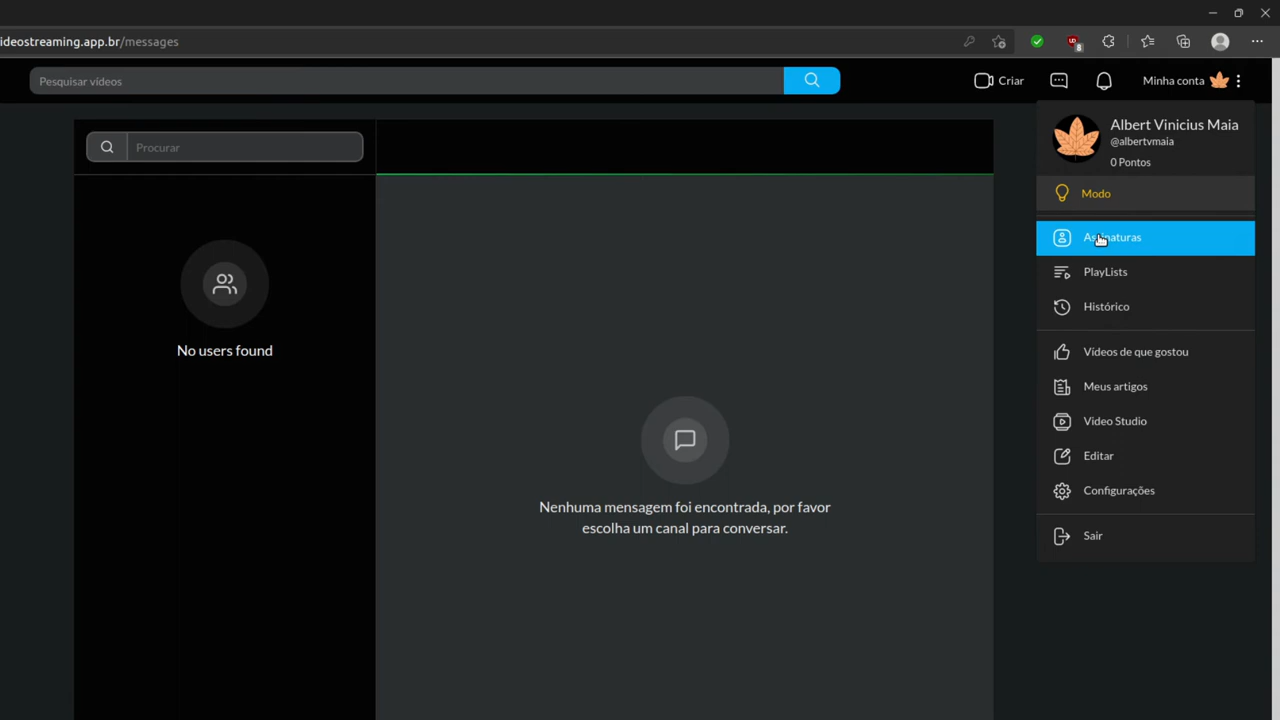 ideostreaming.app.br/messages
8
Pesquisar vídeos
Criar
Minha conta
Procurar
No users found
Nenhuma mensagem foi encontrada, por favor
escolha um canal para conversar.
Albert Vinicius Maia
@albertvmaia
0 Pontos
Modo
Assinaturas
PlayLists
Histórico
Vídeos de que gostou
Meus artigos
Video Studio
Editar
Configurações
Sair